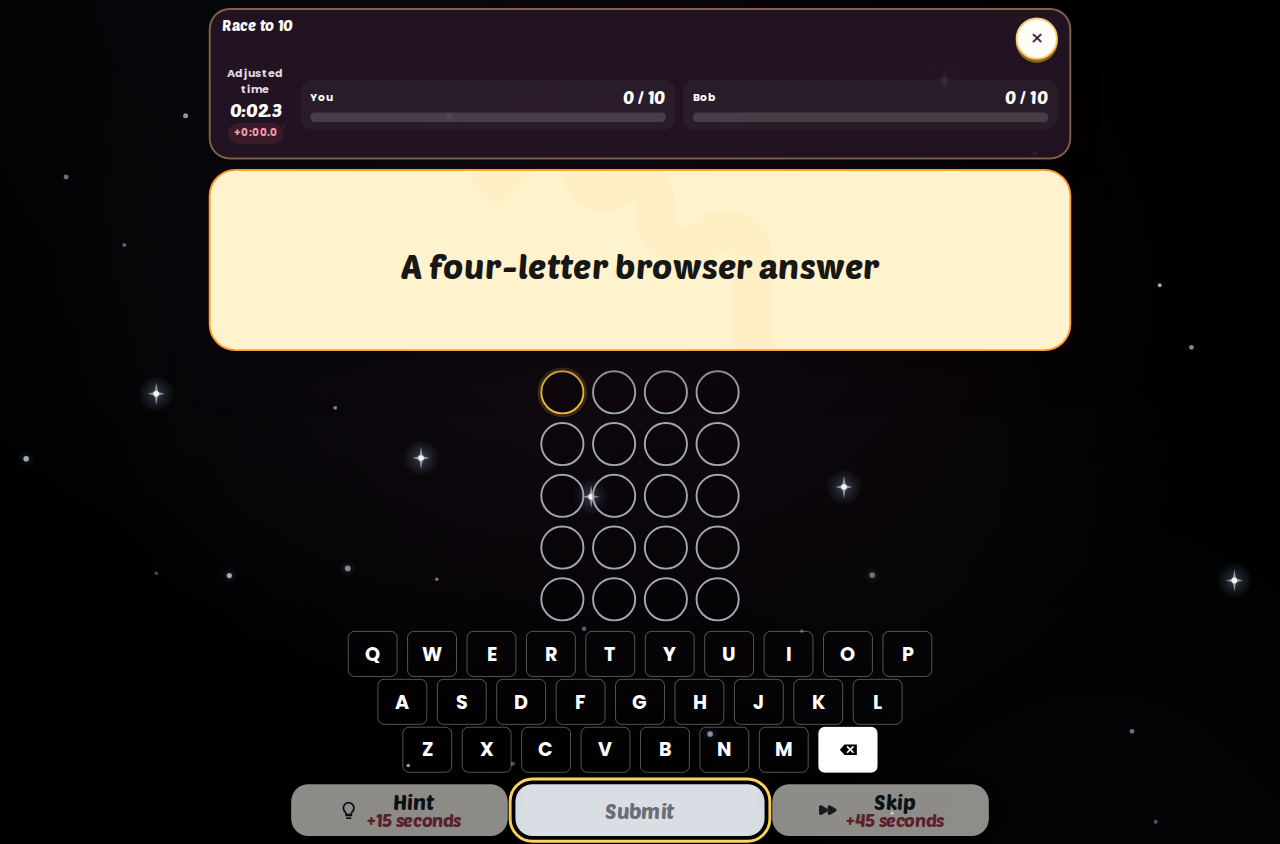 Race to 10
×
Adjusted
time
0:02.3
+0:00.0
You
0 / 10
Bob
0 / 10
A four-letter browser answer
Q W E R T Y U I O P
A S D F G H J K L
Z X C V B N M
Hint
+15 seconds
Submit
Skip
+45 seconds